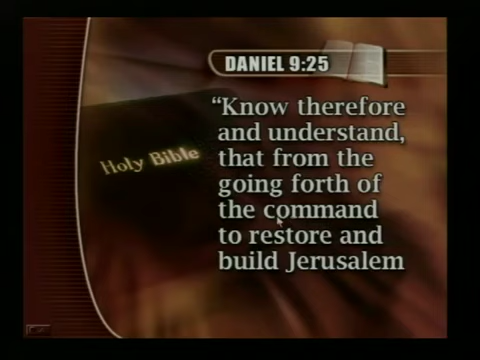 DANIEL 9:25
Holy Bible
“Know therefore
and understand,
that from the
going forth of
the command
to restore and
build Jerusalem